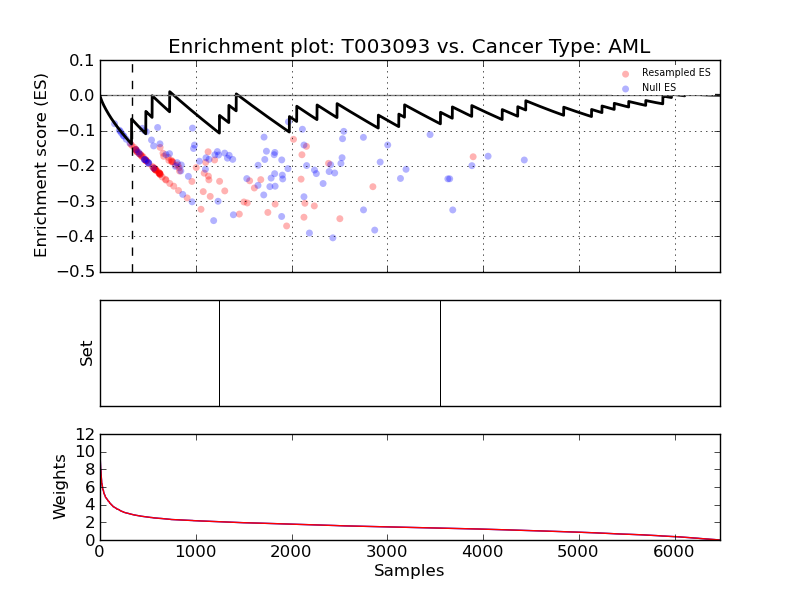 Enrichment plot: T003093 vs. Cancer Type: AML
0.1
0.0
−0.1
−0.2
−0.3
−0.4
−0.5
Enrichment score (ES)
Resampled ES
Null ES
Set
12
10
8
6
4
2
0
Weights
0 1000 2000 3000 4000 5000 6000
Samples